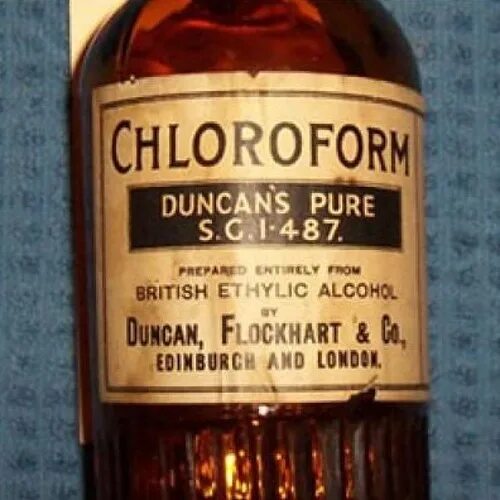 CHLOROFORM
DUNCAN'S PURE
S.G.1·487.
PREPARED ENTIRELY FROM
BRITISH ETHYLIC ALCOHOL
BY
DUNCAN, FLOCKHART & Co.,
EDINBURGH AND LONDON.